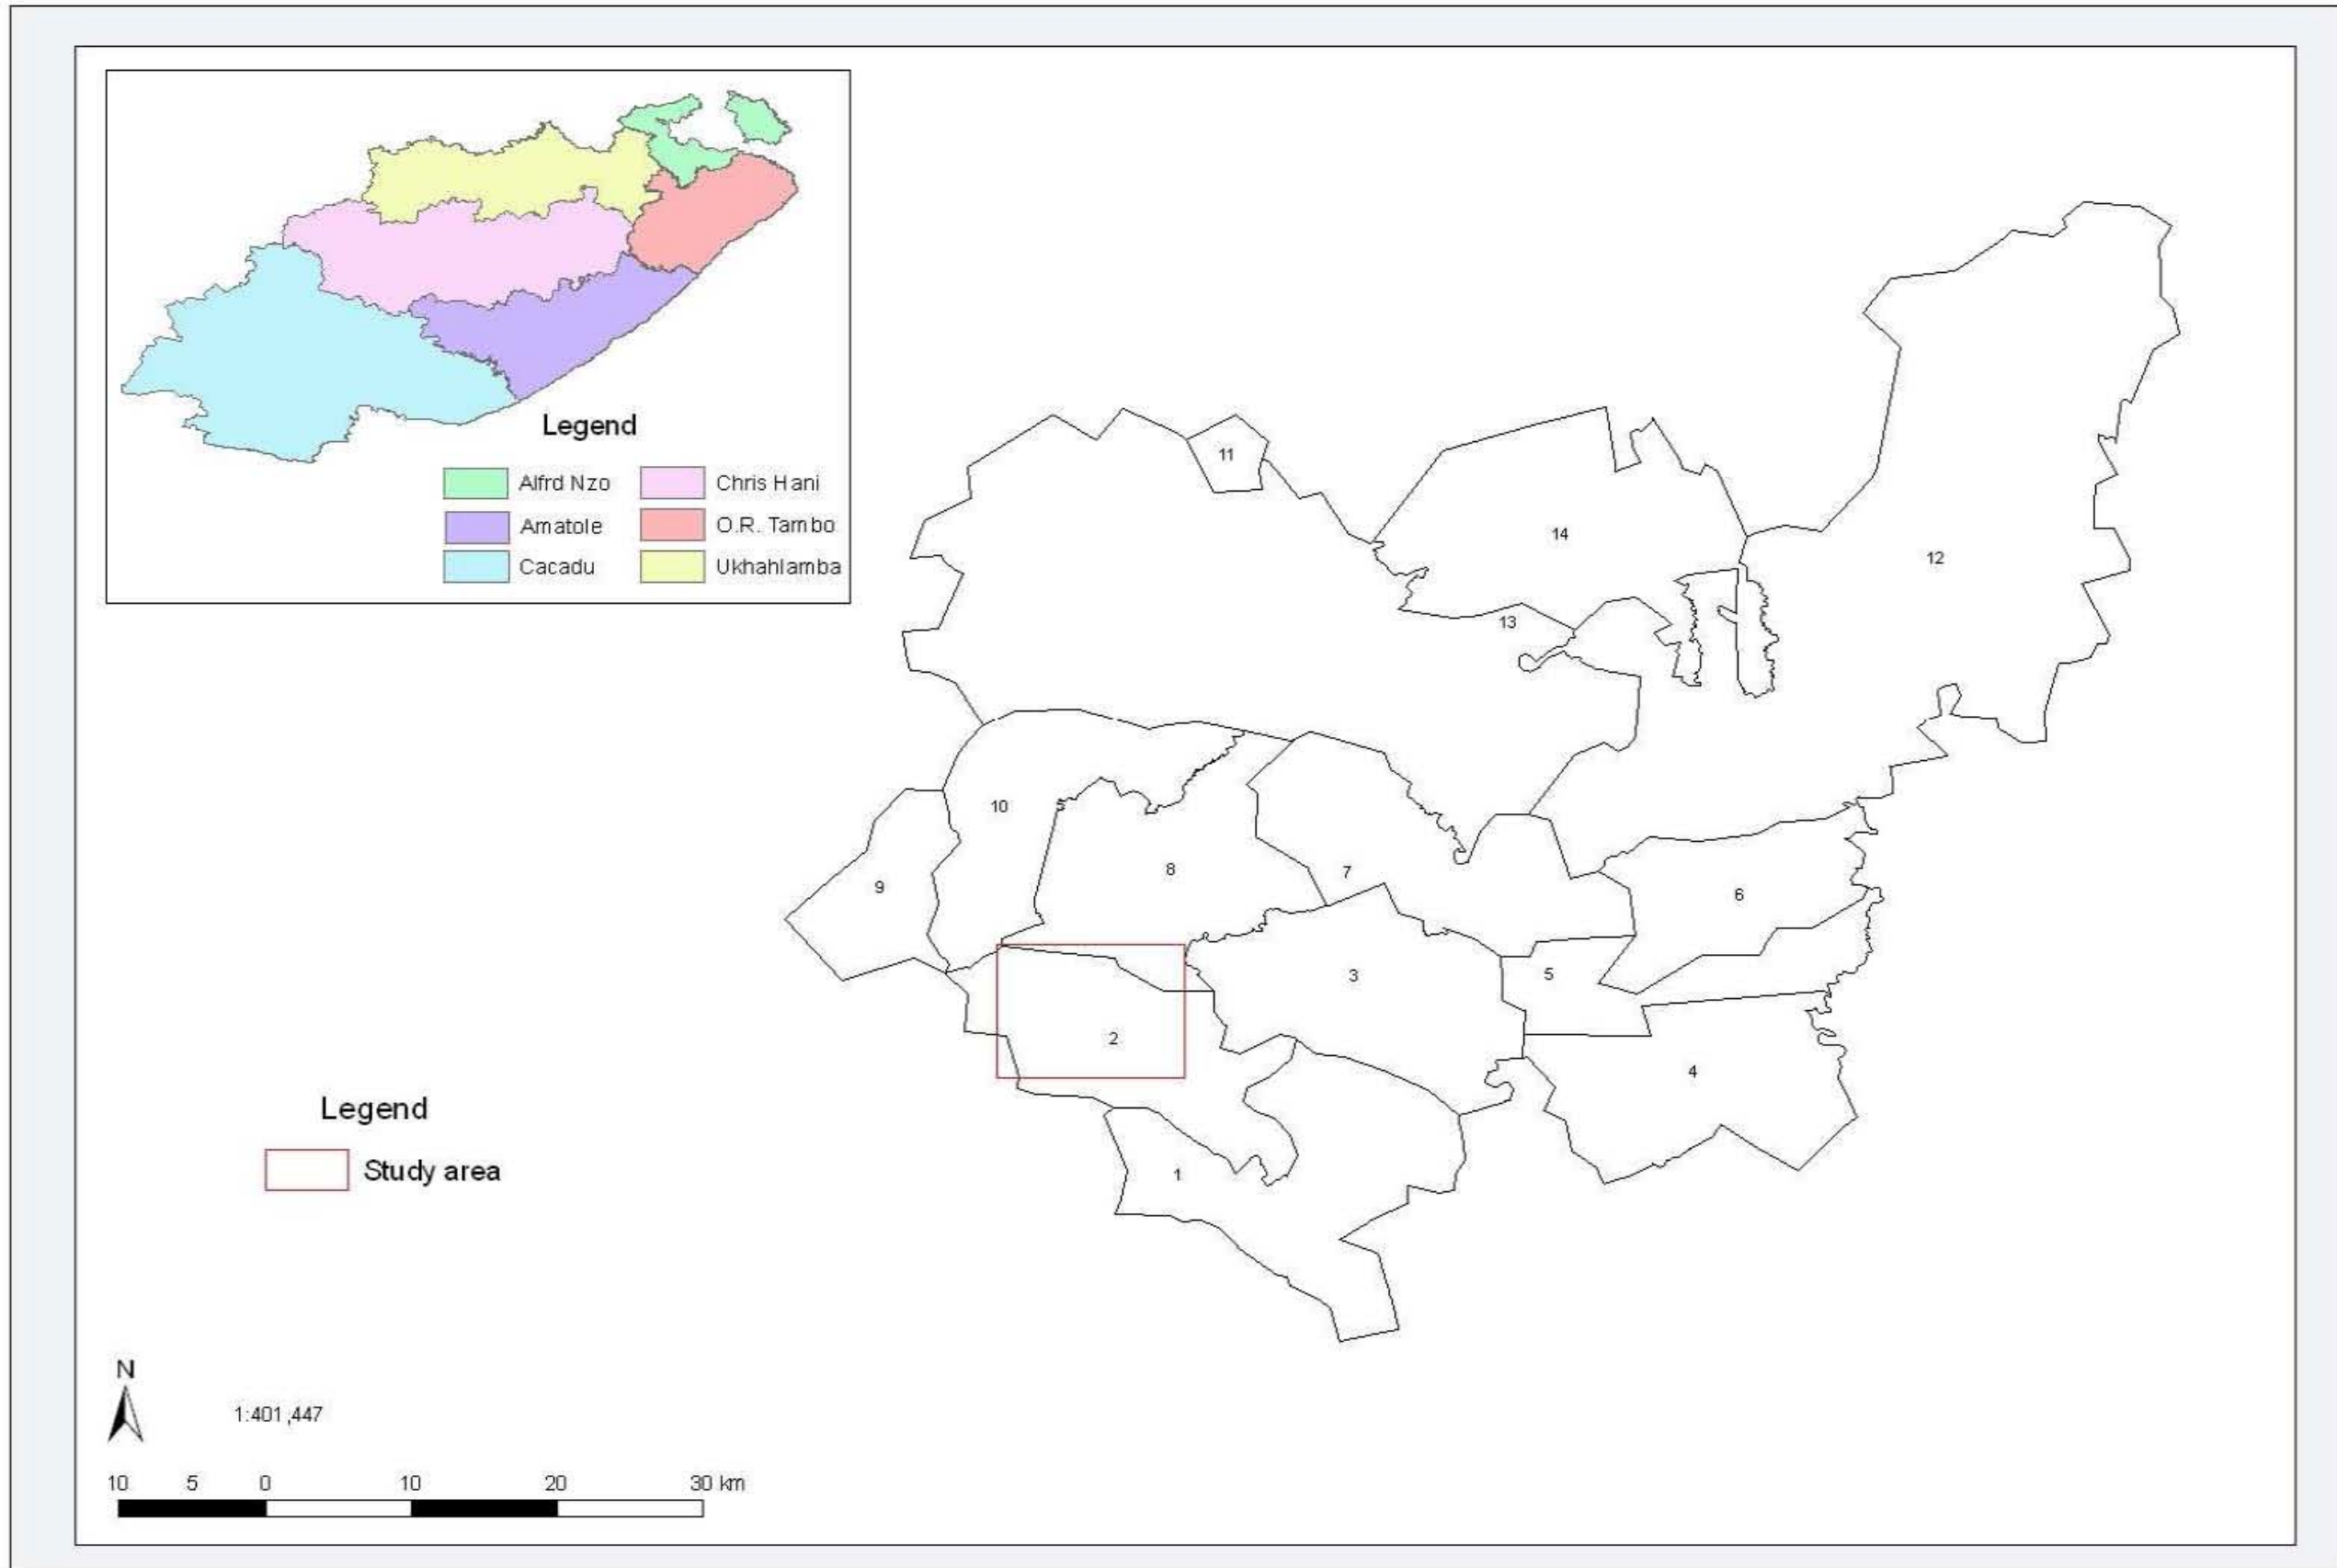 Legend
Alfrd Nzo
Chris Hani
Amatole
O.R. Tambo
Cacadu
Ukhahlamba
11
14
12
13
10
8
7
9
6
3
5
2
4
1
Legend
Study area
N
1:401,447
10 5 0 10 20 30 km